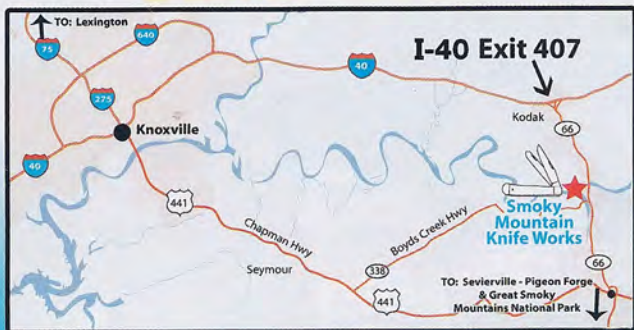 TO: Lexington
75
640
40
I-40 Exit 407
275
Kodak
66
Knoxville
40
441
Chapman Hwy
Boyds Creek Hwy
Smoky
Mountain
Knife Works
Seymour
338
66
441
TO: Sevierville - Pigeon Forge
& Great Smoky
Mountains National Park